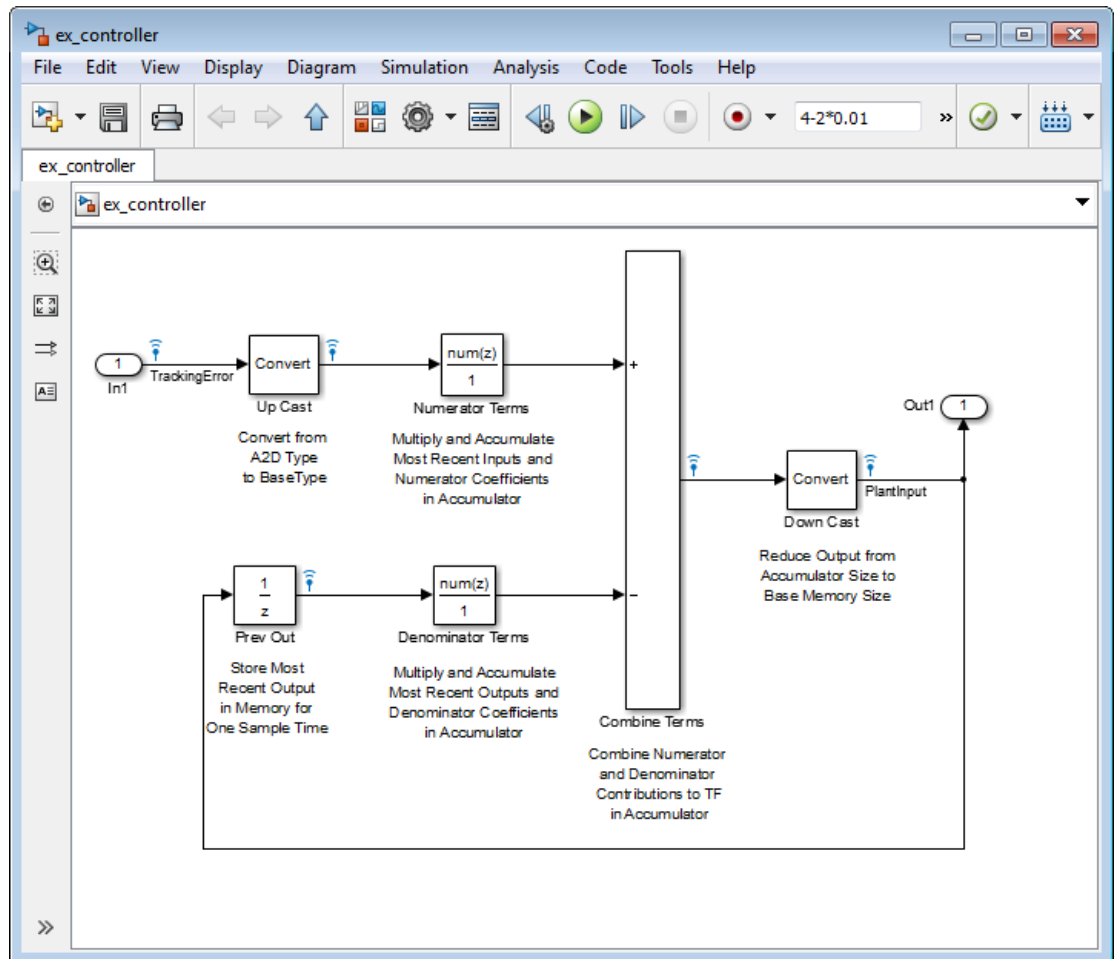 ex_controller
File Edit View Display Diagram Simulation Analysis Code Tools Help
4-2*0.01 »
ex_controller
ex_controller
1
In1
TrackingError
Convert
Up Cast
Convert from
A2D Type
to BaseType
num(z)
1
Numerator Terms
Multiply and Accumulate
Most Recent Inputs and
Numerator Coefficients
in Accumulator
+
−
Combine Terms
Combine Numerator
and Denominator
Contributions to TF
in Accumulator
Convert
Down Cast
Reduce Output from
Accumulator Size to
Base Memory Size
PlantInput
Out1
1
1
z
Prev Out
Store Most
Recent Output
in Memory for
One Sample Time
num(z)
1
Denominator Terms
Multiply and Accumulate
Most Recent Outputs and
Denominator Coefficients
in Accumulator
A
»